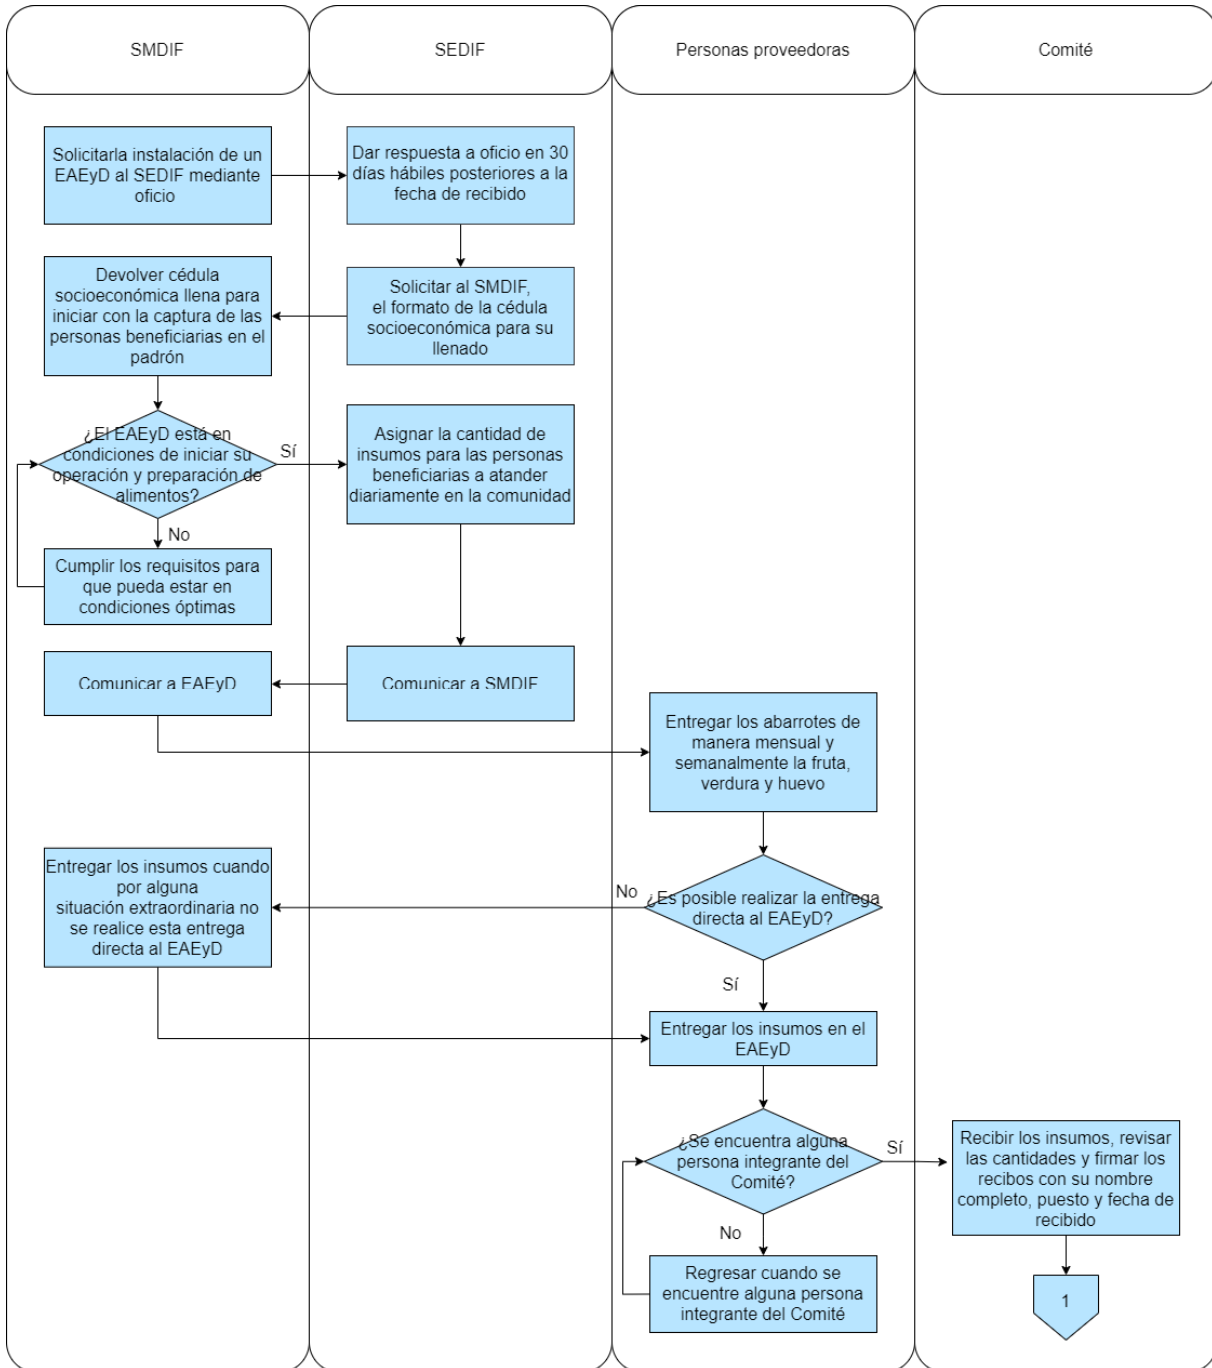 SMDIF
SEDIF
Personas proveedoras
Comité
Solicitarla instalación de un
EAEyD al SEDIF mediante
oficio
Dar respuesta a oficio en 30
días hábiles posteriores a la
fecha de recibido
Devolver cédula
socioeconómica llena para
iniciar con la captura de las
personas beneficiarias en el
padrón
Solicitar al SMDIF,
el formato de la cédula
socioeconómica para su
llenado
¿El EAEyD está en
condiciones de iniciar su
operación y preparación de
alimentos?
Sí
Asignar la cantidad de
insumos para las personas
beneficiarias a atander
diariamente en la comunidad
No
Cumplir los requisitos para
que pueda estar en
condiciones óptimas
Comunicar a EAEyD
Comunicar a SMDIF
Entregar los abarrotes de
manera mensual y
semanalmente la fruta,
verdura y huevo
Entregar los insumos cuando
por alguna
situación extraordinaria no
se realice esta entrega
directa al EAEyD
No
¿Es posible realizar la entrega
directa al EAEyD?
Sí
Entregar los insumos en el
EAEyD
¿Se encuentra alguna
persona integrante del
Comité?
Sí
Recibir los insumos, revisar
las cantidades y firmar los
recibos con su nombre
completo, puesto y fecha de
recibido
No
Regresar cuando se
encuentre alguna persona
integrante del Comité
1